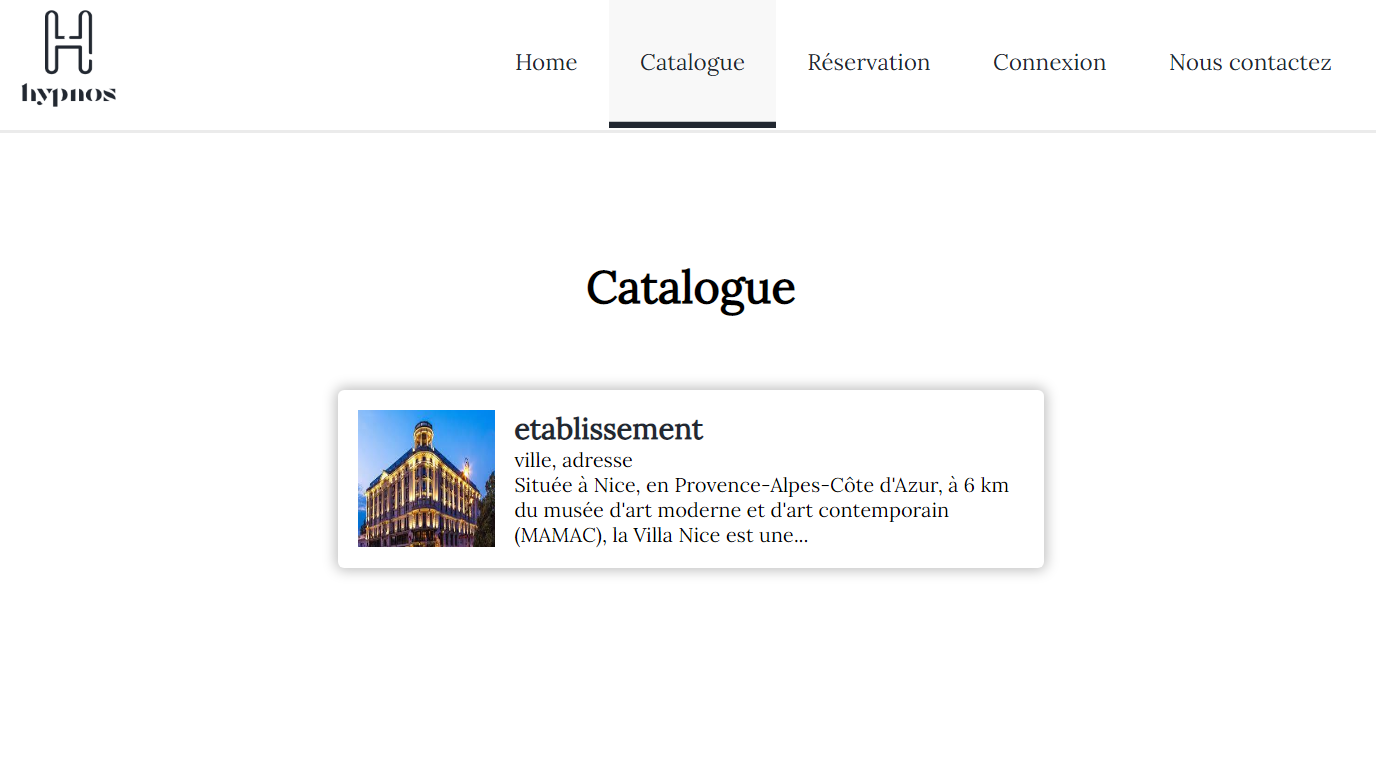 H
hypnos
Home
Catalogue
Réservation
Connexion
Nous contactez
Catalogue
etablissement
ville, adresse
Située à Nice, en Provence-Alpes-Côte d'Azur, à 6 km
du musée d'art moderne et d'art contemporain
(MAMAC), la Villa Nice est une...